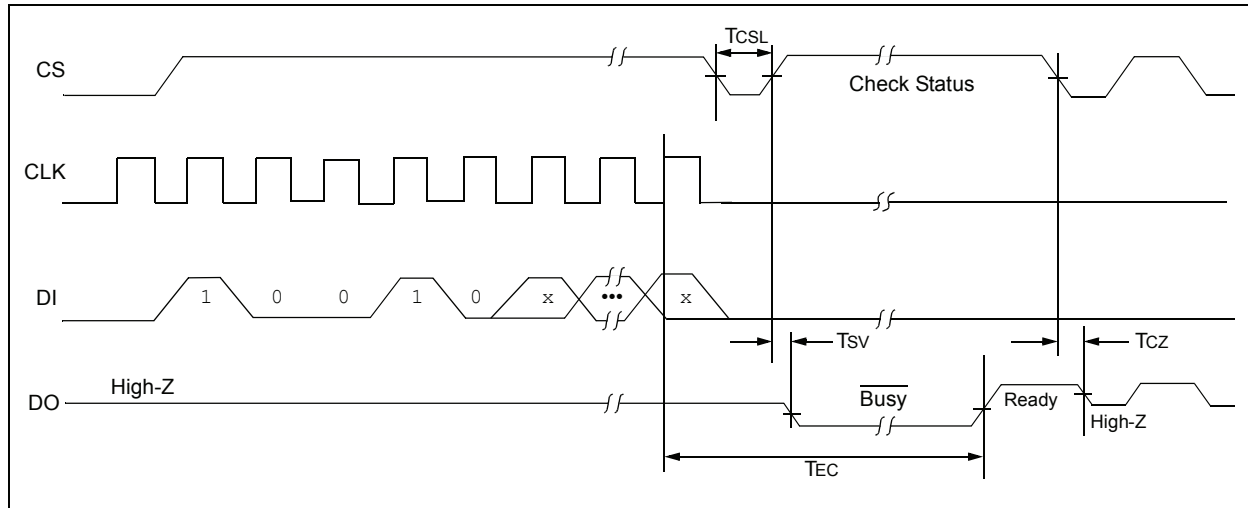 TCSL
CS
Check Status
CLK
DI
1 0 0 1 0 x ••• x
TSV
TCZ
High-Z
DO
Busy
Ready
High-Z
TEC